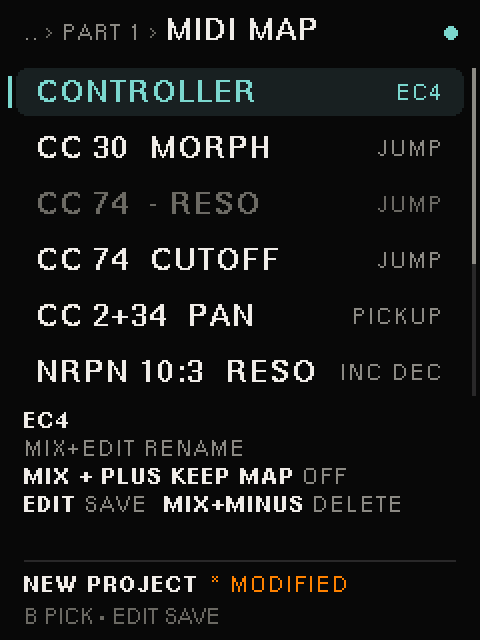 ..> PART 1 > MIDI MAP
CONTROLLER EC4
CC 30 MORPH JUMP
CC 74 - RESO JUMP
CC 74 CUTOFF JUMP
CC 2+34 PAN PICKUP
NRPN 10:3 RESO INC DEC
EC4
MIX+EDIT RENAME
MIX + PLUS KEEP MAP OFF
EDIT SAVE MIX+MINUS DELETE
NEW PROJECT * MODIFIED
B PICK • EDIT SAVE